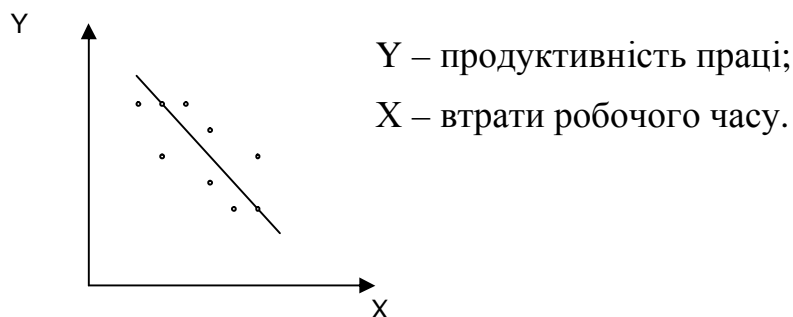 Y
Y – продуктивність праці;
X – втрати робочого часу.
X